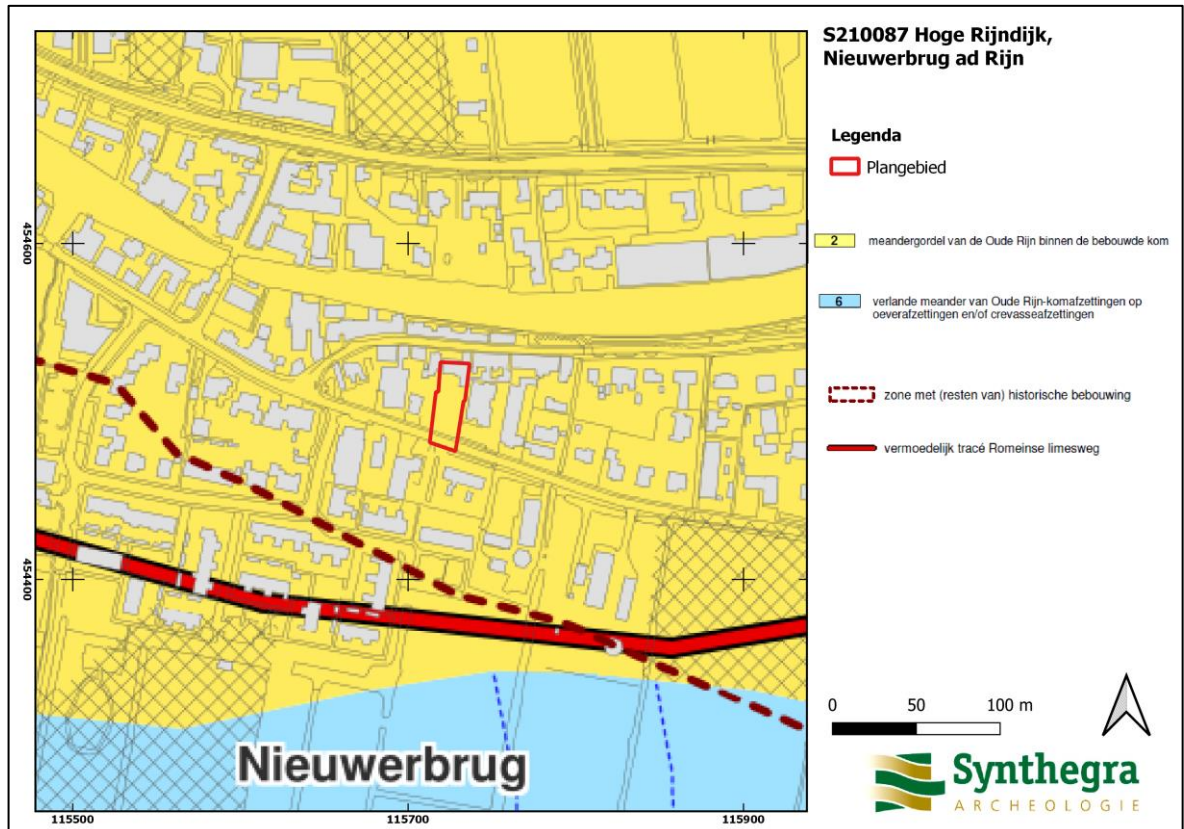 S210087 Hoge Rijndijk,
Nieuwerbrug ad Rijn
Legenda
Plangebied
2 meandergordel van de Oude Rijn binnen de bebouwde kom
6 verlande meander van Oude Rijn-komafzettingen op
oeverafzettingen en/of crevasseafzettingen
zone met (resten van) historische bebouwing
vermoedelijk tracé Romeinse limesweg
454600
454400
Nieuwerbrug
115500 115700 115900
0 50 100 m
Synthegra
ARCHEOLOGIE